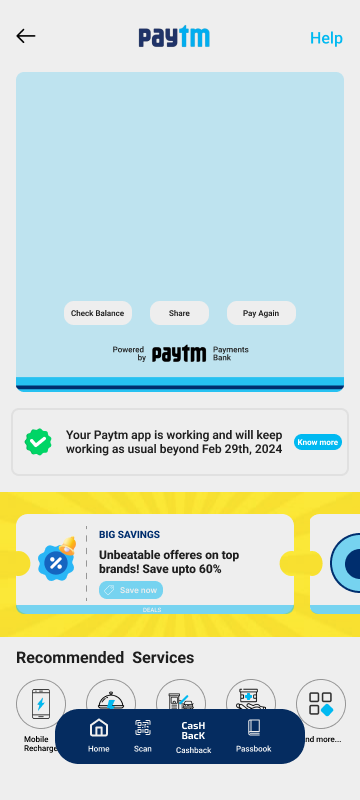 paytm
Help
Check Balance
Share
Pay Again
Powered by
paytm
Payments Bank
Your Paytm app is working and will keep
working as usual beyond Feb 29th, 2024
Know more
BIG SAVINGS
Unbeatable offeres on top
brands! Save upto 60%
Save now
DEALS
Recommended Services
Mobile
Recharge
nd more...
Home
Scan
CasH
BacK
Cashback
Passbook